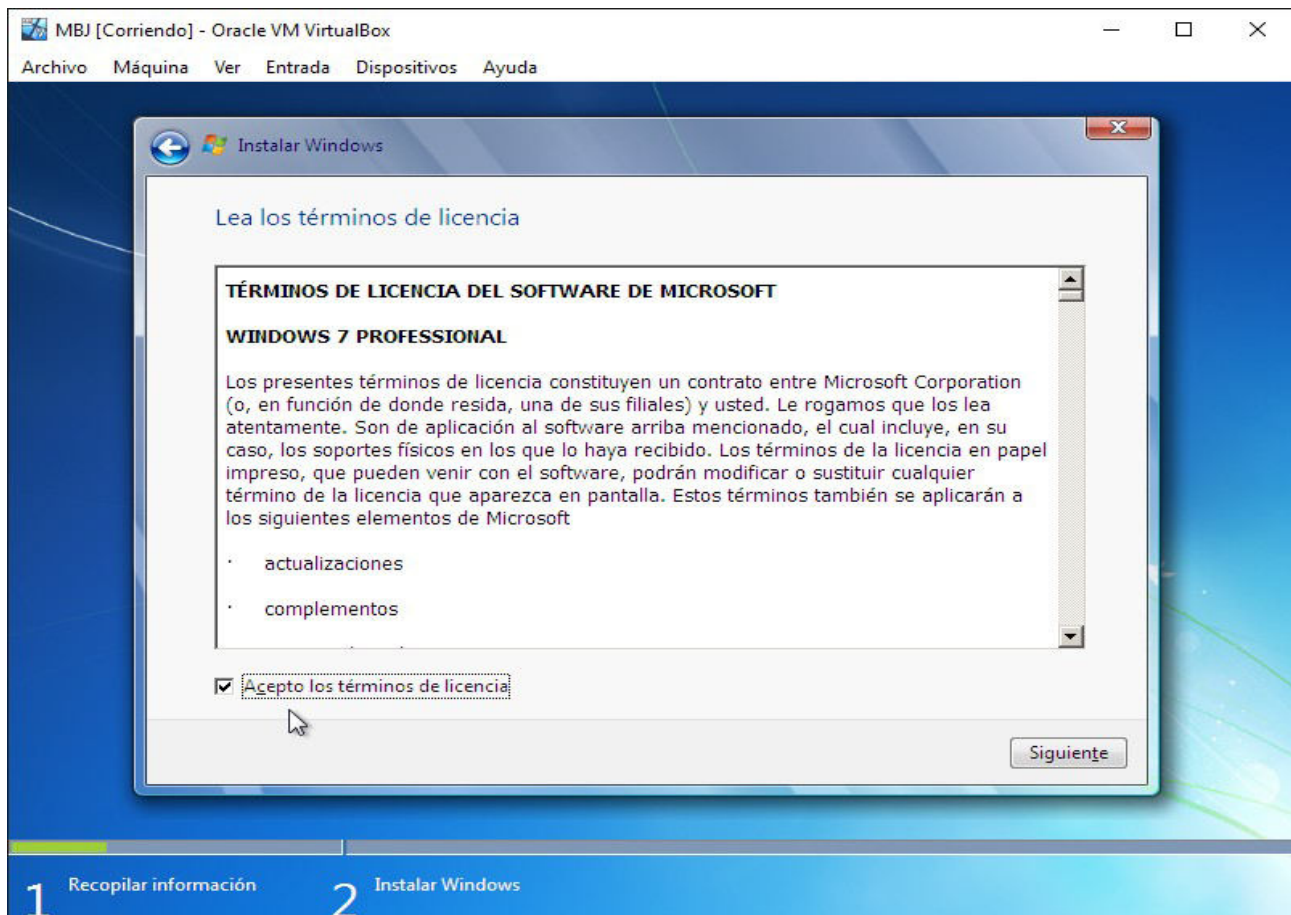 MBJ [Corriendo] - Oracle VM VirtualBox
Archivo Máquina Ver Entrada Dispositivos Ayuda
Instalar Windows
Lea los términos de licencia
TÉRMINOS DE LICENCIA DEL SOFTWARE DE MICROSOFT
WINDOWS 7 PROFESSIONAL
Los presentes términos de licencia constituyen un contrato entre Microsoft Corporation
(o, en función de donde resida, una de sus filiales) y usted. Le rogamos que los lea
atentamente. Son de aplicación al software arriba mencionado, el cual incluye, en su
caso, los soportes físicos en los que lo haya recibido. Los términos de la licencia en papel
impreso, que pueden venir con el software, podrán modificar o sustituir cualquier
término de la licencia que aparezca en pantalla. Estos términos también se aplicarán a
los siguientes elementos de Microsoft
· actualizaciones
· complementos
Acepto los términos de licencia
Siguiente
1 Recopilar información 2 Instalar Windows